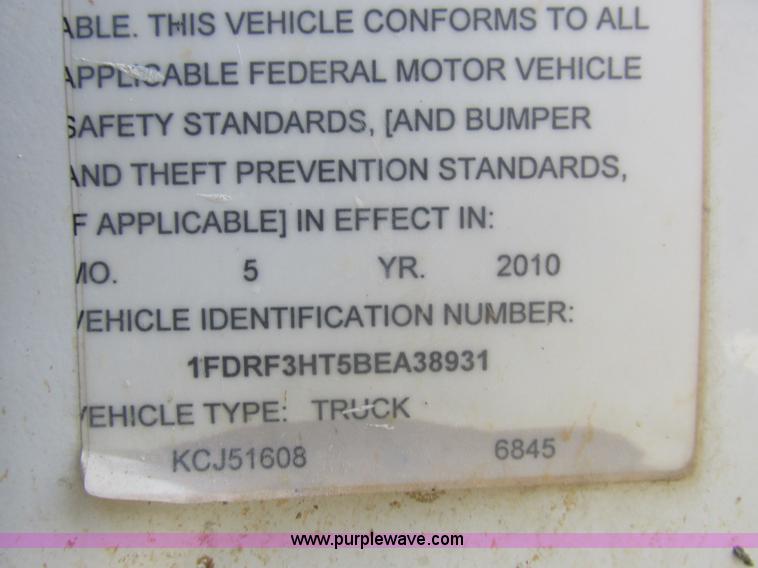 ABLE. THIS VEHICLE CONFORMS TO ALL
APPLICABLE FEDERAL MOTOR VEHICLE
SAFETY STANDARDS, [AND BUMPER
AND THEFT PREVENTION STANDARDS,
IF APPLICABLE] IN EFFECT IN:
MO. 5 YR. 2010
VEHICLE IDENTIFICATION NUMBER:
1FDRF3HT5BEA38931
VEHICLE TYPE: TRUCK
KCJ51608 6845
www.purplewave.com